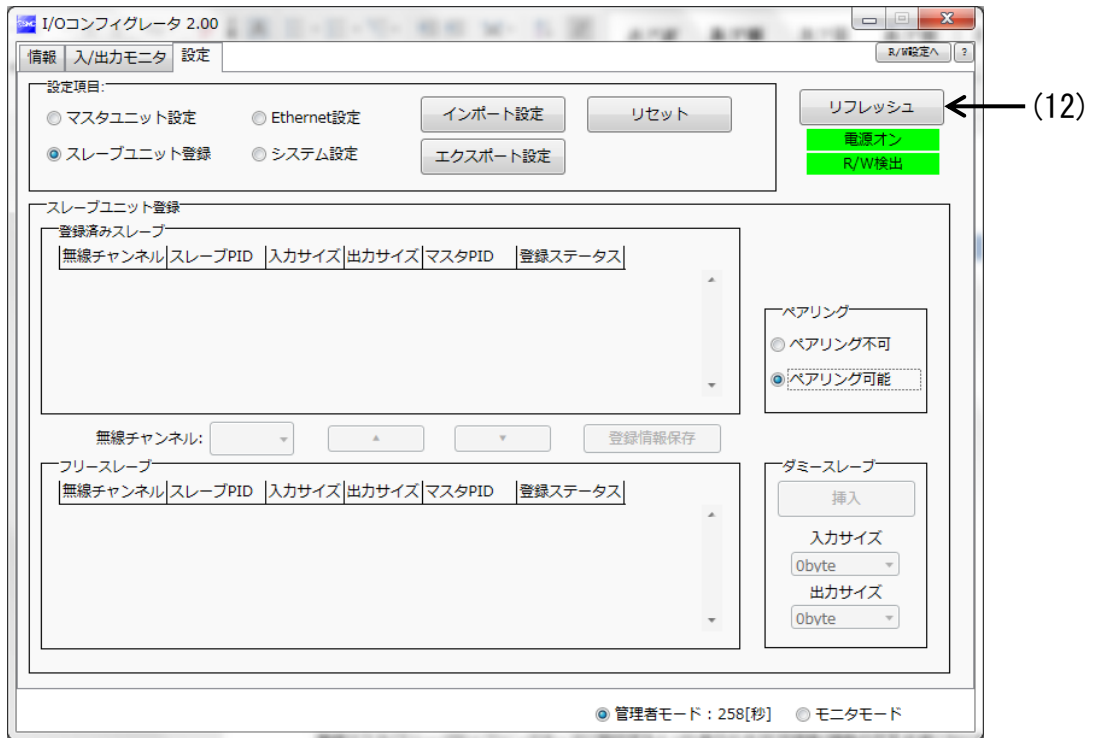 I/Oコンフィグレータ 2.00
情報 入/出力モニタ 設定 R/W設定へ ?
設定項目:
マスタユニット設定 Ethernet設定 インポート設定 リセット リフレッシュ (12)
電源オン
スレーブユニット登録 システム設定 エクスポート設定 R/W検出
スレーブユニット登録
登録済みスレーブ
無線チャンネル スレーブPID 入力サイズ 出力サイズ マスタPID 登録ステータス
ペアリング
ペアリング不可
ペアリング可能
無線チャンネル: 登録情報保存
フリースレーブ ダミースレーブ
無線チャンネル スレーブPID 入力サイズ 出力サイズ マスタPID 登録ステータス
挿入
入力サイズ
0byte
出力サイズ
0byte
管理者モード：258[秒] モニタモード